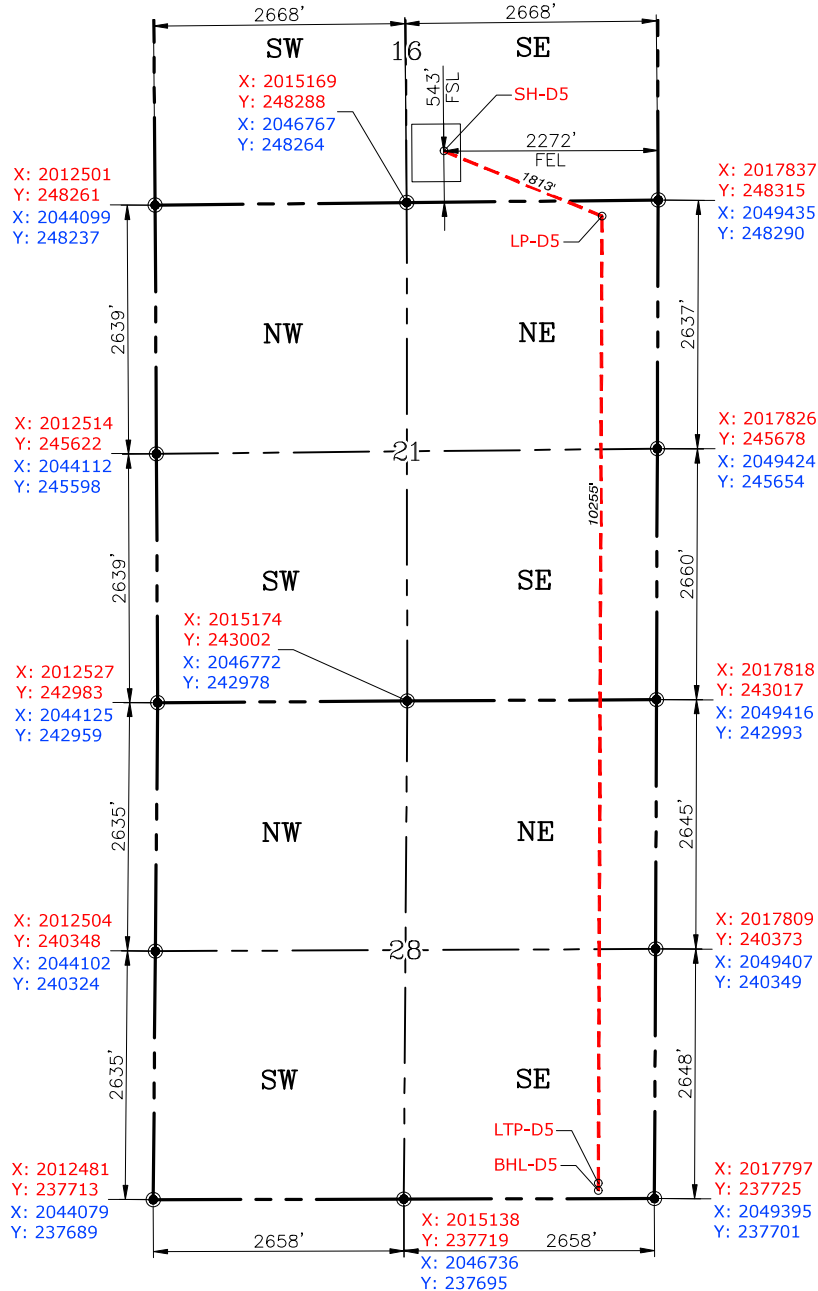 2668'
2668'
SW
16
SE
X: 2015169
Y: 248288
X: 2046767
Y: 248264
543'
FSL
SH-D5
2272'
FEL
1813'
X: 2012501
Y: 248261
X: 2044099
Y: 248237
X: 2017837
Y: 248315
X: 2049435
Y: 248290
LP-D5
2639'
NW
NE
2637'
X: 2012514
Y: 245622
X: 2044112
Y: 245598
21
X: 2017826
Y: 245678
X: 2049424
Y: 245654
10255'
2639'
SW
SE
2660'
X: 2015174
Y: 243002
X: 2046772
Y: 242978
X: 2012527
Y: 242983
X: 2044125
Y: 242959
X: 2017818
Y: 243017
X: 2049416
Y: 242993
2635'
NW
NE
2645'
X: 2012504
Y: 240348
X: 2044102
Y: 240324
28
X: 2017809
Y: 240373
X: 2049407
Y: 240349
2635'
SW
SE
2648'
LTP-D5
BHL-D5
X: 2012481
Y: 237713
X: 2044079
Y: 237689
X: 2017797
Y: 237725
X: 2049395
Y: 237701
2658'
X: 2015138
Y: 237719
X: 2046736
Y: 237695
2658'